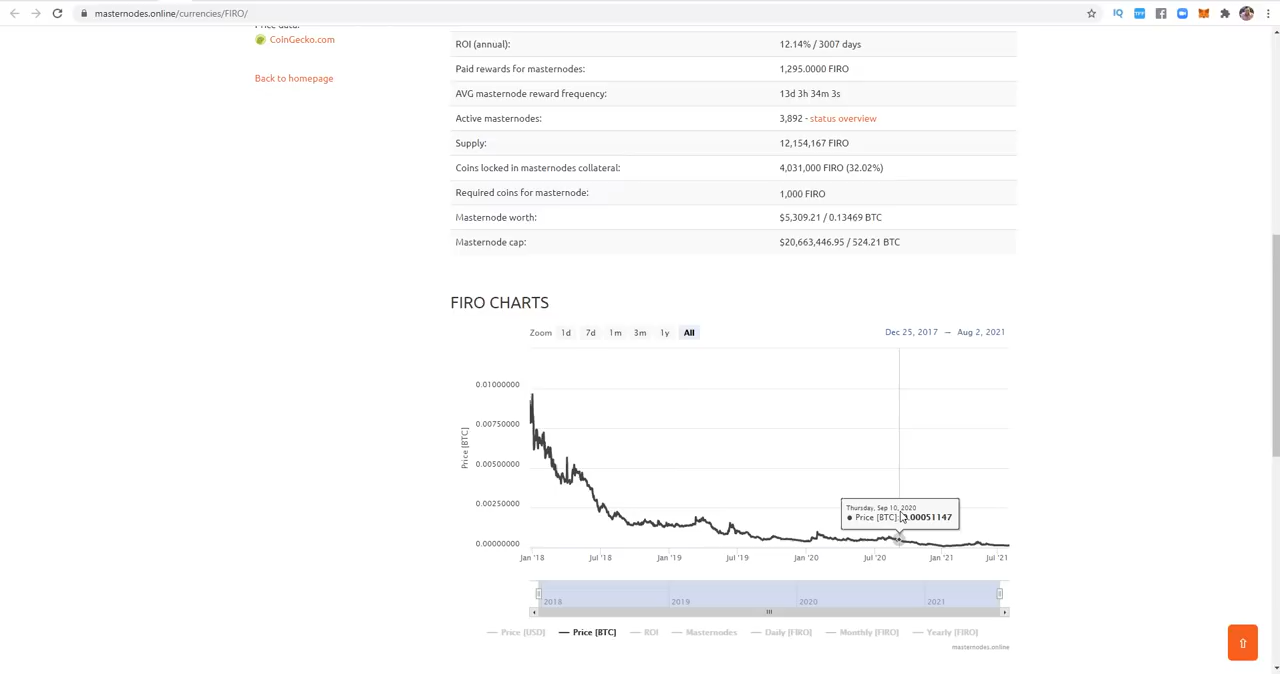 masternodes.online/currencies/FIRO/
Price data:
CoinGecko.com
Back to homepage
ROI (annual): 12.14% / 3007 days
Paid rewards for masternodes: 1,295.0000 FIRO
AVG masternode reward frequency: 13d 3h 34m 3s
Active masternodes: 3,892 - status overview
Supply: 12,154,167 FIRO
Coins locked in masternodes collateral: 4,031,000 FIRO (32.02%)
Required coins for masternode: 1,000 FIRO
Masternode worth: $5,309.21 / 0.13469 BTC
Masternode cap: $20,663,446.95 / 524.21 BTC
FIRO CHARTS
Zoom 1d 7d 1m 3m 1y All Dec 25, 2017 → Aug 2, 2021
0.01000000
0.00750000
0.00500000
0.00250000
0.00000000
Price [BTC]
Thursday, Sep 10, 2020
Price [BTC]: 0.00051147
Jan '18 Jul '18 Jan '19 Jul '19 Jan '20 Jul '20 Jan '21 Jul '21
2018 2019 2020 2021
Price [USD] Price [BTC] ROI Masternodes Daily [FIRO] Monthly [FIRO] Yearly [FIRO]
masternodes.online